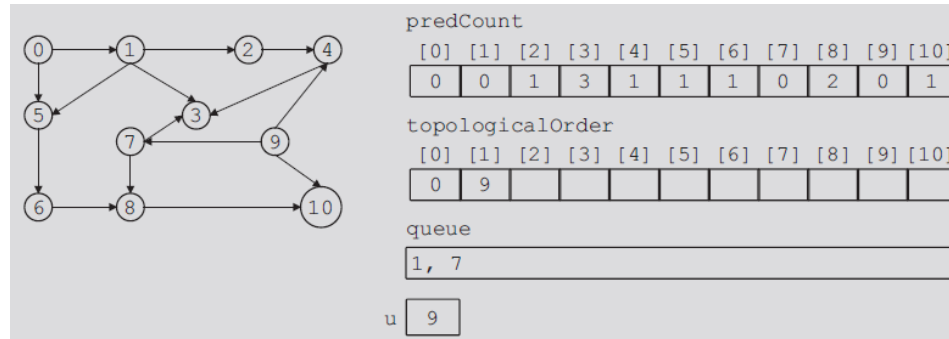 0 1 2 4
5 3
7 9
6 8 10
predCount
[0] [1] [2] [3] [4] [5] [6] [7] [8] [9] [10]
0 0 1 3 1 1 1 0 2 0 1
topologicalOrder
[0] [1] [2] [3] [4] [5] [6] [7] [8] [9] [10]
0 9
queue
1, 7
u 9